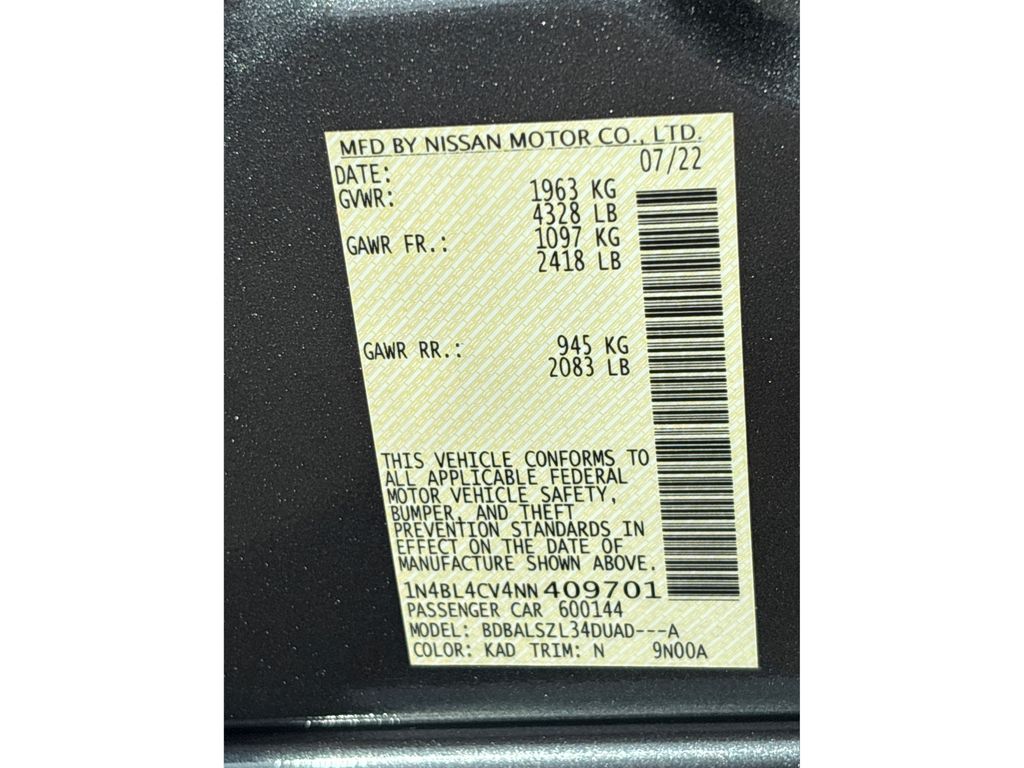 MFD BY NISSAN MOTOR CO., LTD.
DATE: 07/22
GVWR: 1963 KG
4328 LB
GAWR FR.: 1097 KG
2418 LB
GAWR RR.: 945 KG
2083 LB
THIS VEHICLE CONFORMS TO
ALL APPLICABLE FEDERAL
MOTOR VEHICLE SAFETY,
BUMPER, AND THEFT
PREVENTION STANDARDS IN
EFFECT ON THE DATE OF
MANUFACTURE SHOWN ABOVE.
1N4BL4CV4NN409701
PASSENGER CAR 600144
MODEL: BDBALSZL34DUAD---A
COLOR: KAD TRIM: N 9N00A